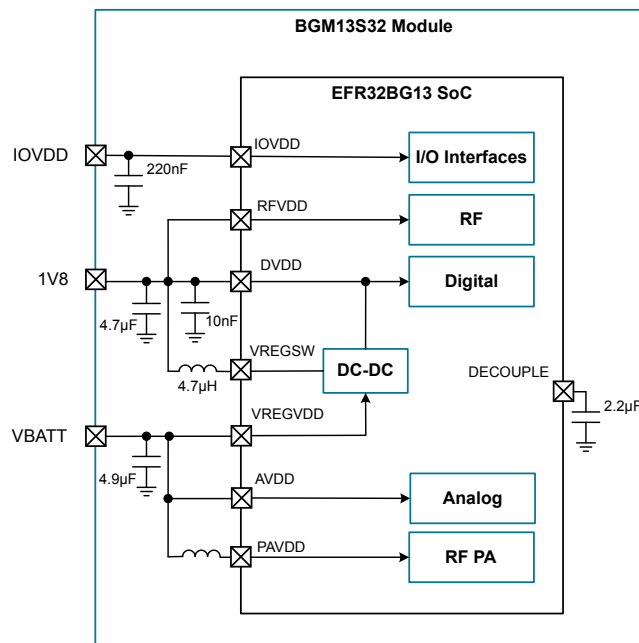 BGM13S32 Module
EFR32BG13 SoC
IOVDD
220nF
IOVDD
I/O Interfaces
RFVDD
RF
1V8
4.7µF
10nF
DVDD
Digital
4.7µH
VREGSW
DC-DC
DECOUPLE
2.2µF
VBATT
4.9µF
VREGVDD
AVDD
Analog
PAVDD
RF PA